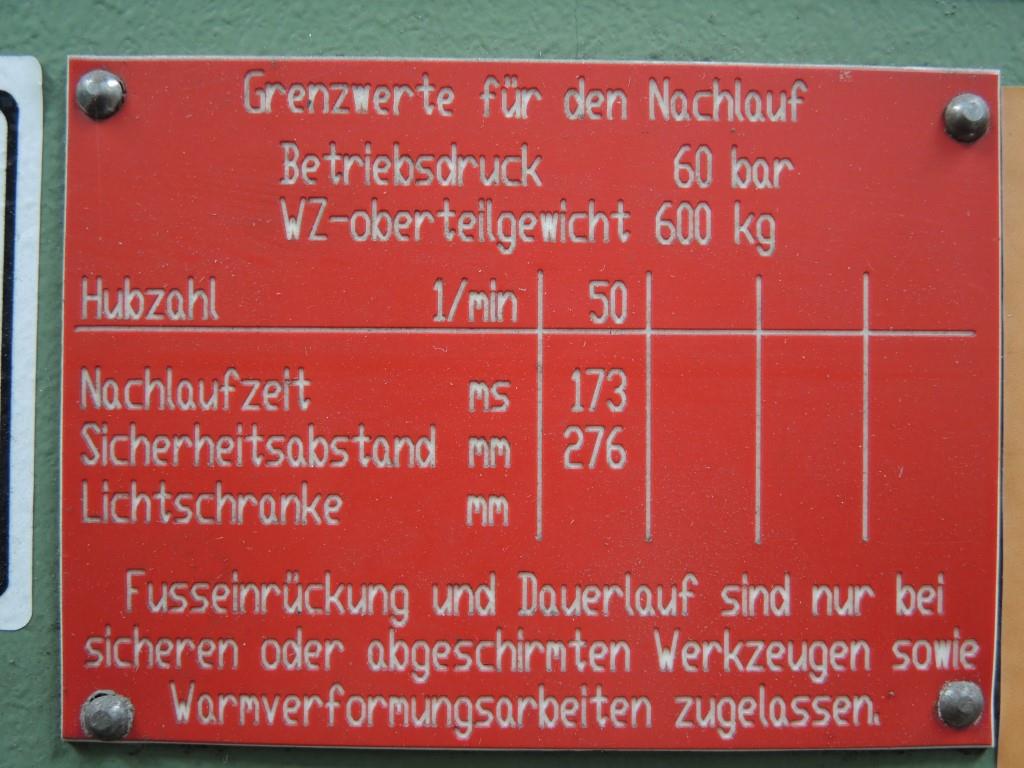 Grenzwerte für den Nachlauf
Betriebsdruck 60 bar
WZ-oberteilgewicht 600 kg
Hubzahl 1/min 50
Nachlaufzeit ms 173
Sicherheitsabstand mm 276
Lichtschranke mm
Fusseinrückung und Dauerlauf sind nur bei
sicheren oder abgeschirmten Werkzeugen sowie
Warmverformungsarbeiten zugelassen.